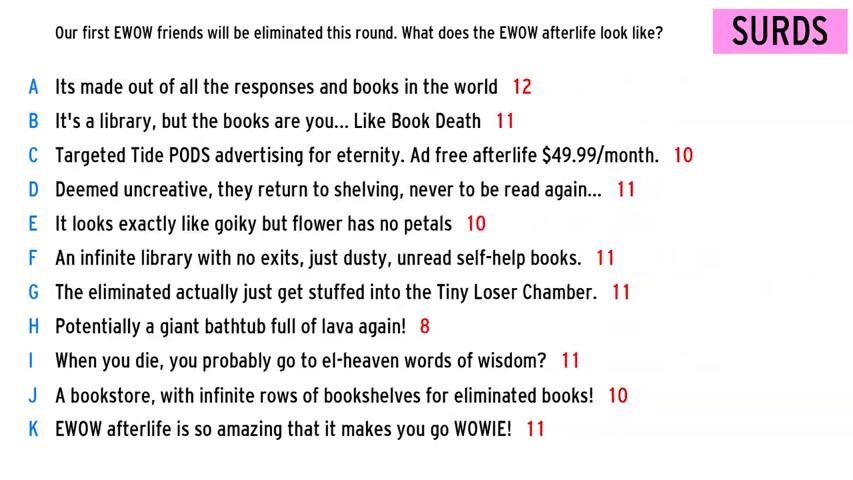 Our first EWOW friends will be eliminated this round. What does the EWOW afterlife look like?
SURDS
A Its made out of all the responses and books in the world 12
B It's a library, but the books are you... Like Book Death 11
C Targeted Tide PODS advertising for eternity. Ad free afterlife $49.99/month. 10
D Deemed uncreative, they return to shelving, never to be read again... 11
E It looks exactly like goiky but flower has no petals 10
F An infinite library with no exits, just dusty, unread self-help books. 11
G The eliminated actually just get stuffed into the Tiny Loser Chamber. 11
H Potentially a giant bathtub full of lava again! 8
I When you die, you probably go to el-heaven words of wisdom? 11
J A bookstore, with infinite rows of bookshelves for eliminated books! 10
K EWOW afterlife is so amazing that it makes you go WOWIE! 11